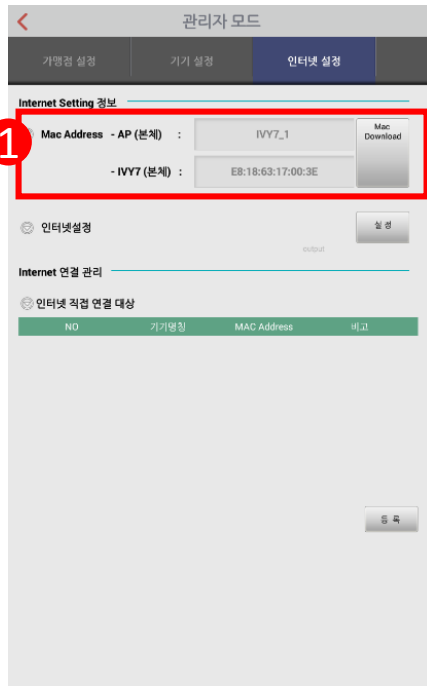 관리자 모드
가맹점 설정 기기 설정 인터넷 설정
Internet Setting 정보
1
Mac Address - AP (본체) : IVY7_1 Mac Download
- IVY7 (본체) : E8:18:63:17:00:3E
인터넷설정 설 정
output
Internet 연결 관리
인터넷 직접 연결 대상
NO 기기명칭 MAC Address 비고
등 록